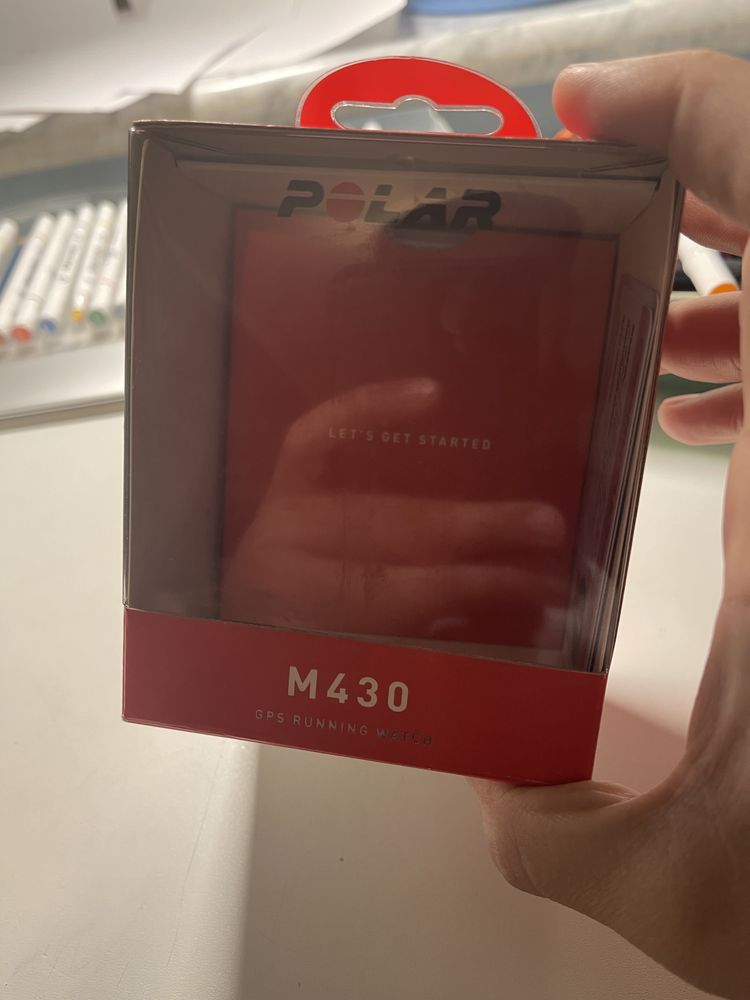 POLAR
LET'S GET STARTED
M430
GPS RUNNING WATCH